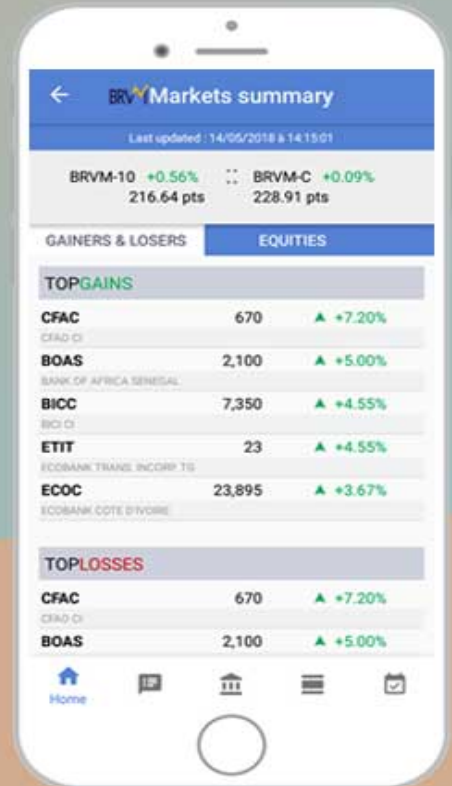 BRVM Markets summary
Last updated : 14/05/2018 à 14:15:01
BRVM-10 +0.56% BRVM-C +0.09%
216.64 pts 228.91 pts
GAINERS & LOSERS EQUITIES
TOPGAINS
CFAC 670 ▲ +7.20%
CFAO CI
BOAS 2,100 ▲ +5.00%
BANK OF AFRICA SENEGAL
BICC 7,350 ▲ +4.55%
BICI CI
ETIT 23 ▲ +4.55%
ECOBANK TRANS. INCORP. TG
ECOC 23,895 ▲ +3.67%
ECOBANK COTE D'IVOIRE
TOPLOSSES
CFAC 670 ▲ +7.20%
CFAO CI
BOAS 2,100 ▲ +5.00%
Home